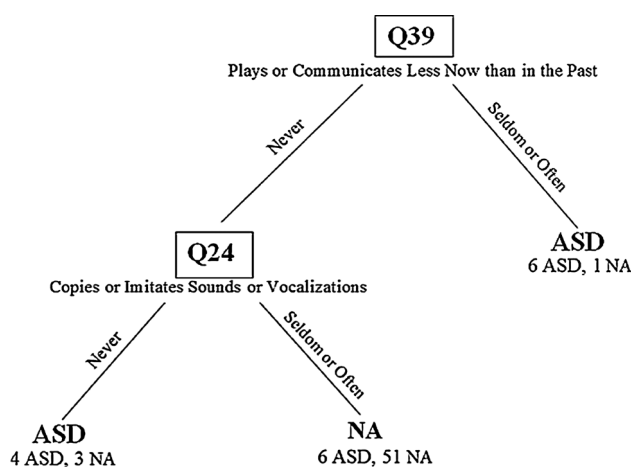 Q39
Plays or Communicates Less Now than in the Past
Never
Seldom or Often
ASD
6 ASD, 1 NA
Q24
Copies or Imitates Sounds or Vocalizations
Never
Seldom or Often
ASD
4 ASD, 3 NA
NA
6 ASD, 51 NA